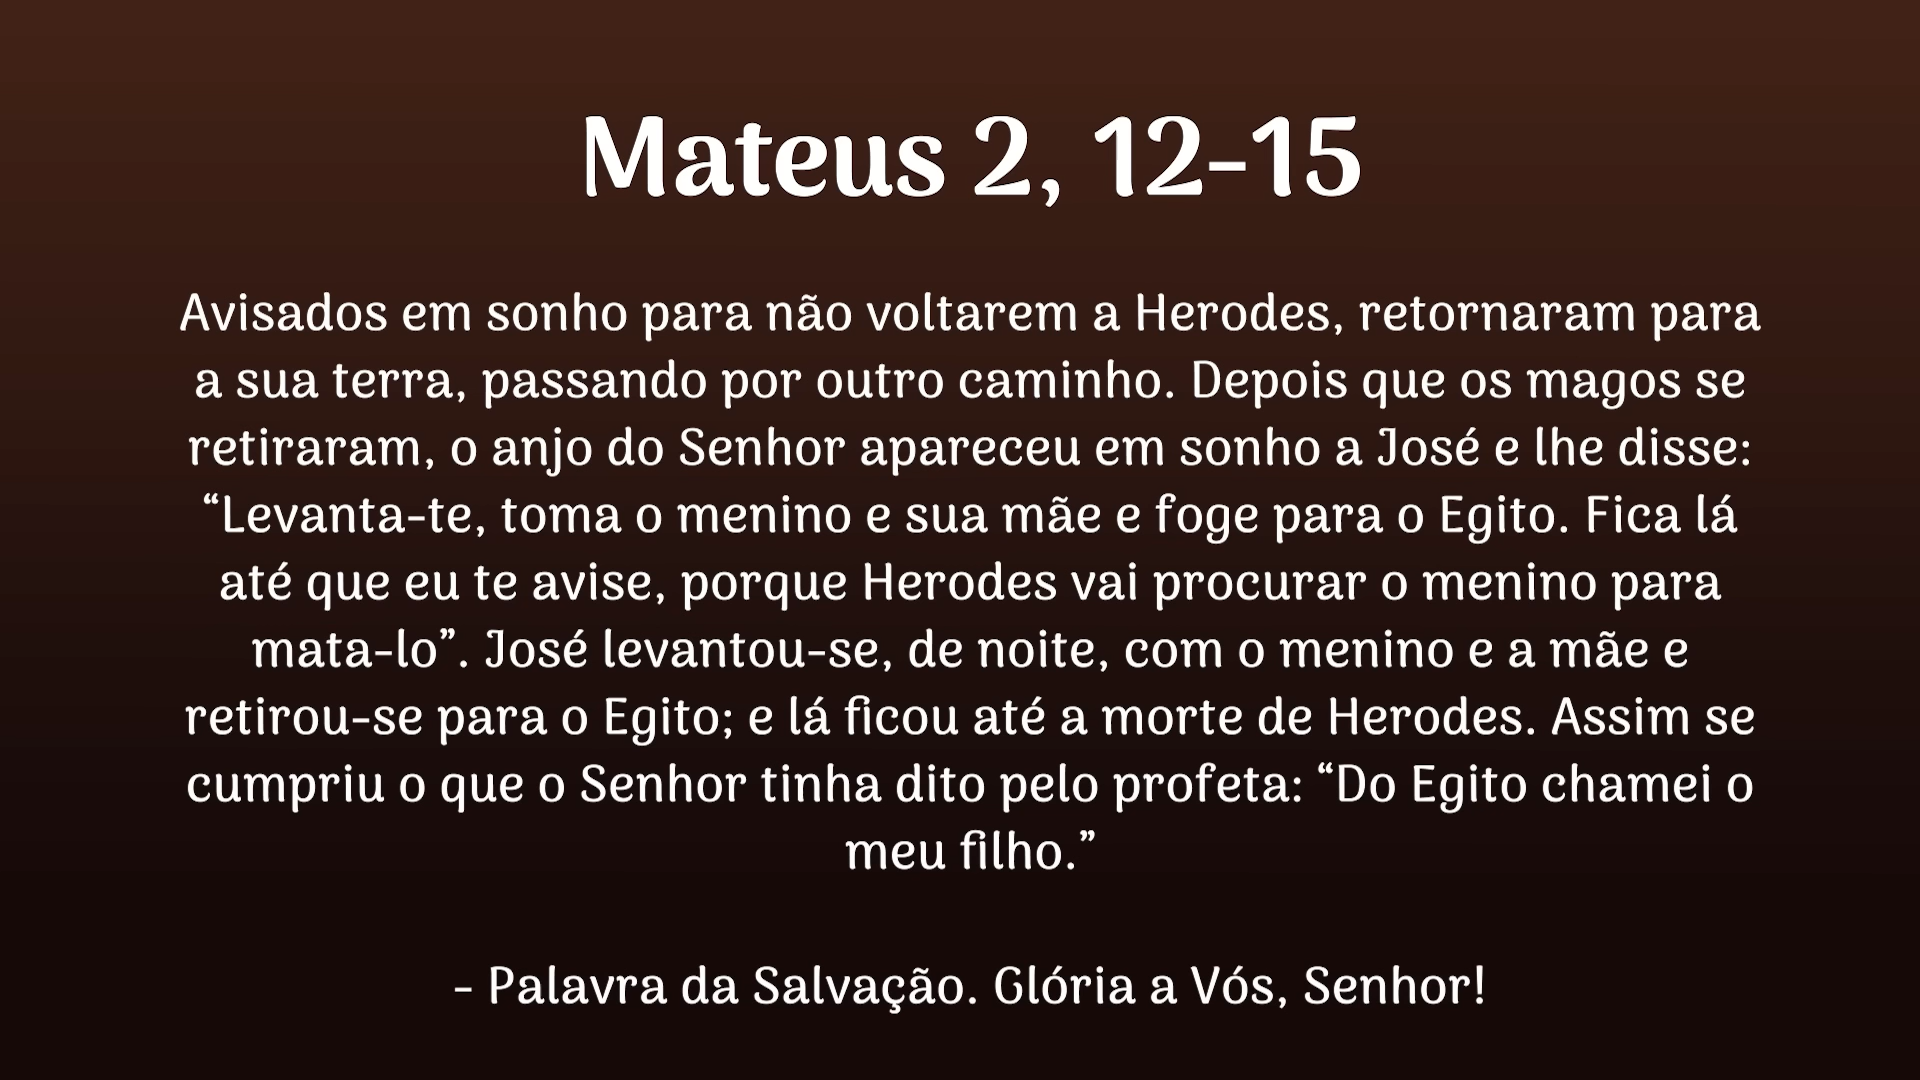 Mateus 2, 12-15
Avisados em sonho para não voltarem a Herodes, retornaram para
a sua terra, passando por outro caminho. Depois que os magos se
retiraram, o anjo do Senhor apareceu em sonho a José e lhe disse:
“Levanta-te, toma o menino e sua mãe e foge para o Egito. Fica lá
até que eu te avise, porque Herodes vai procurar o menino para
mata-lo”. José levantou-se, de noite, com o menino e a mãe e
retirou-se para o Egito; e lá ficou até a morte de Herodes. Assim se
cumpriu o que o Senhor tinha dito pelo profeta: “Do Egito chamei o
meu filho.”
- Palavra da Salvação. Glória a Vós, Senhor!